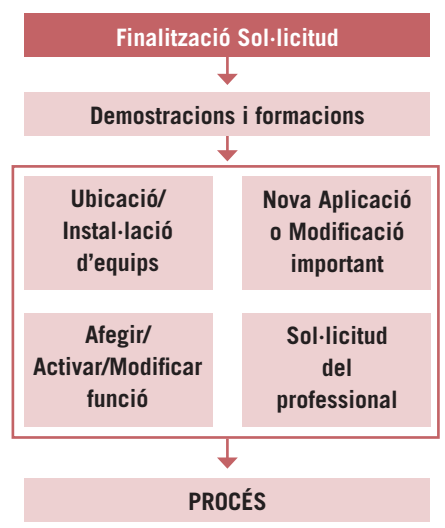 Finalització Sol·licitud
Demostracions i formacions
Ubicació/
Instal·lació
d'equips
Nova Aplicació
o Modificació
important
Afegir/
Activar/Modificar
funció
Sol·licitud
del
professional
PROCÉS